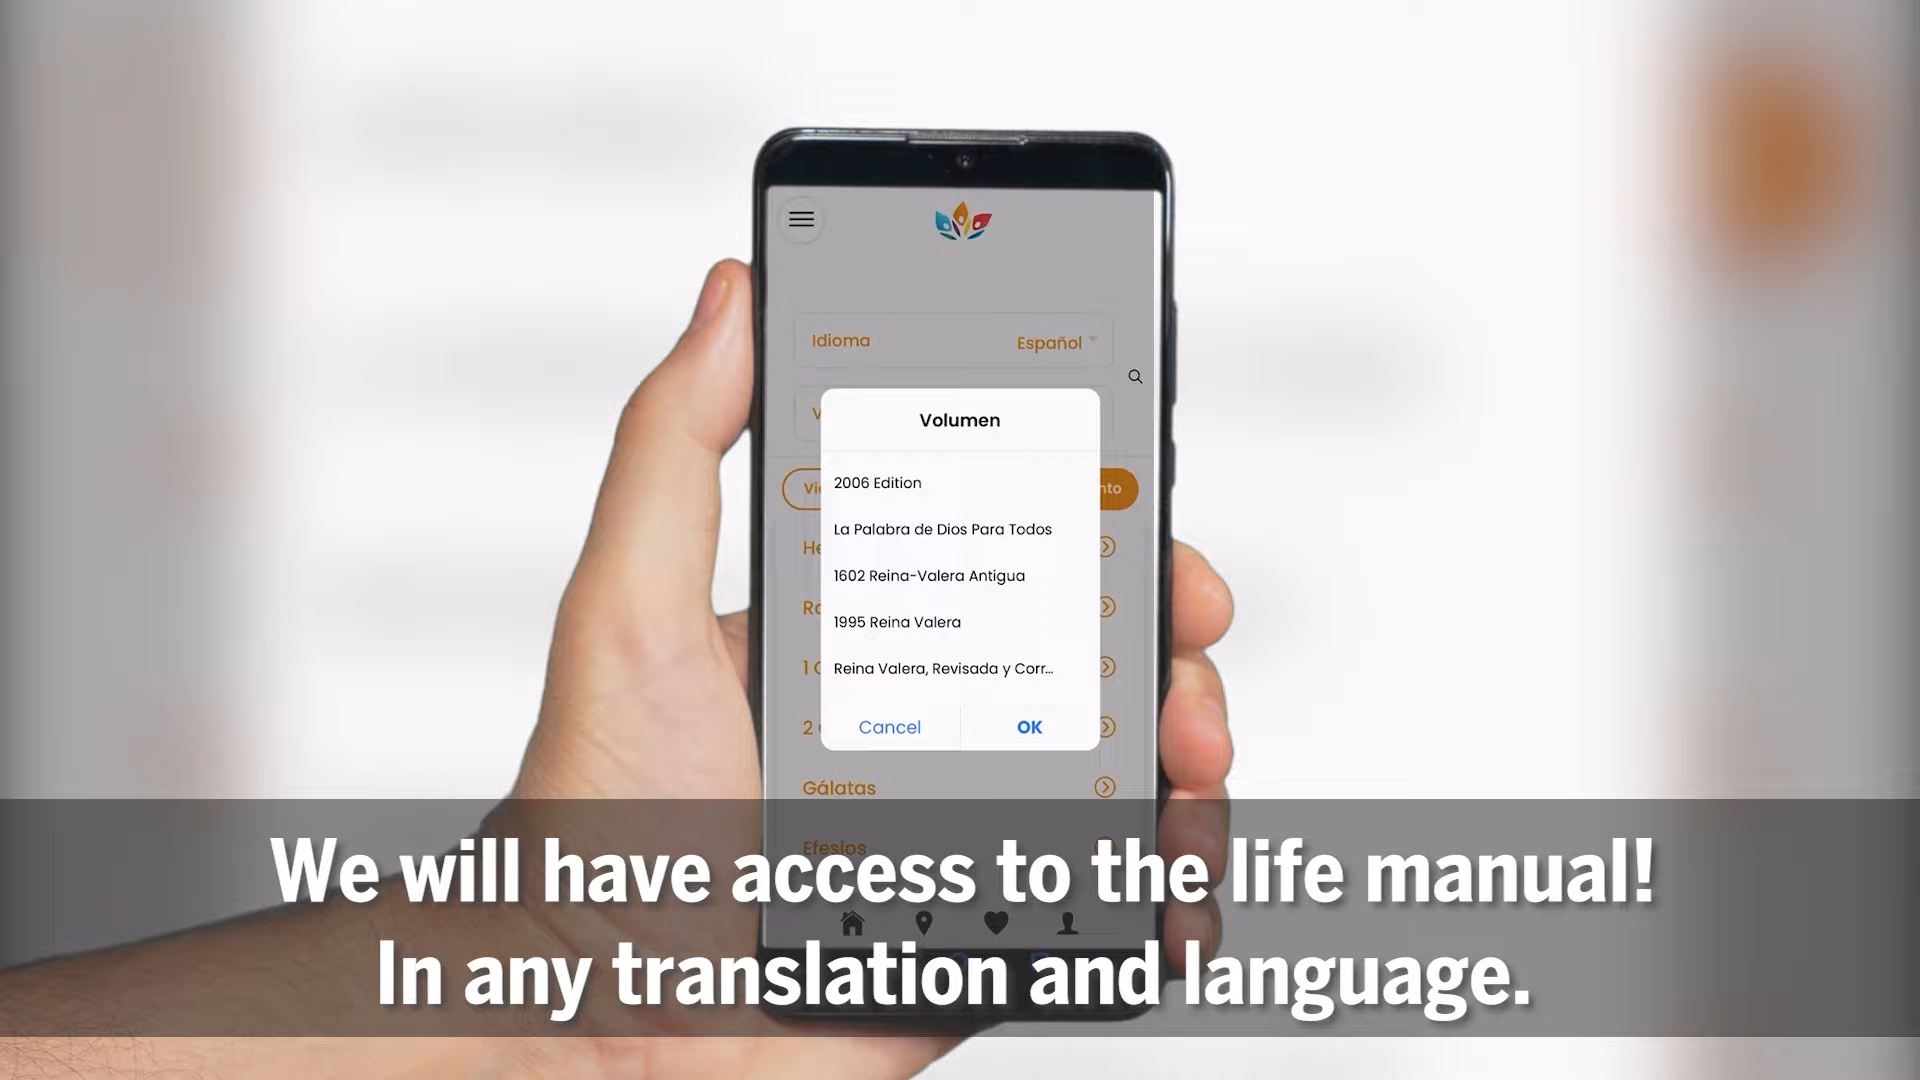 Idioma
Español
Volumen
2006 Edition
La Palabra de Dios Para Todos
1602 Reina-Valera Antigua
1995 Reina Valera
Reina Valera, Revisada y Corr...
Cancel
OK
Gálatas
Efesios
We will have access to the life manual!
In any translation and language.